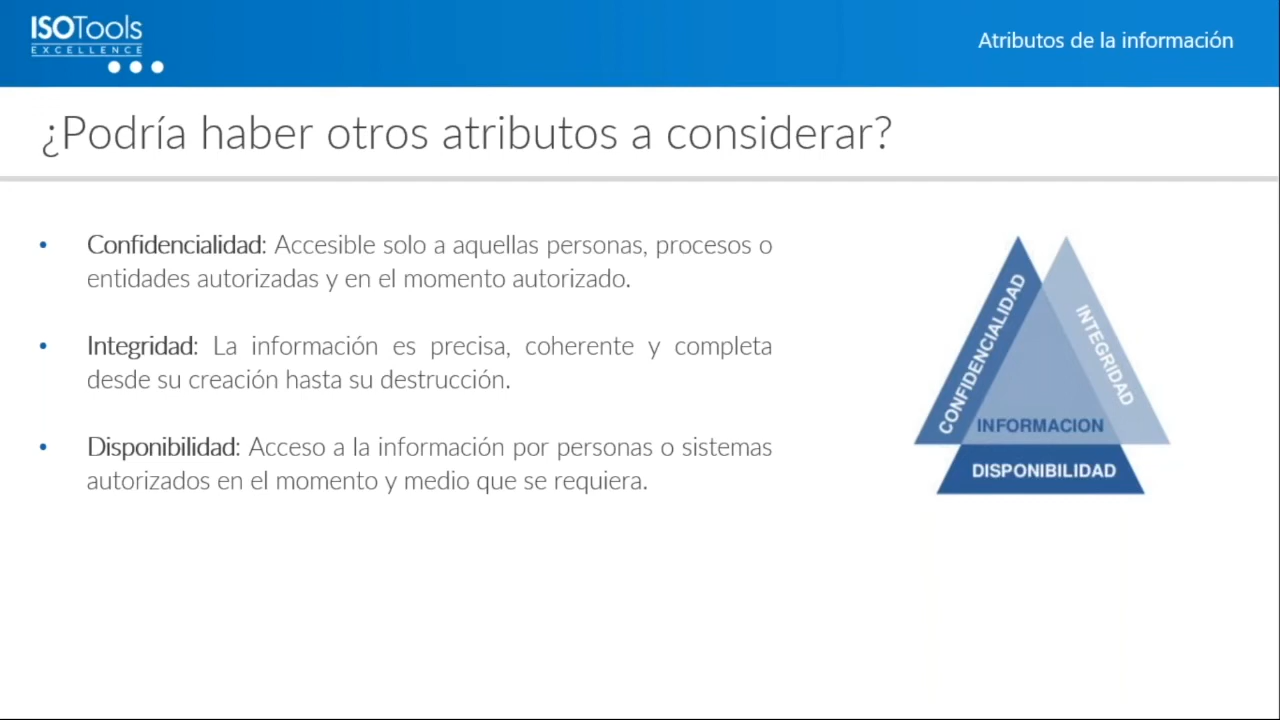 ISOTools
EXCELLENCE
Atributos de la información
¿Podría haber otros atributos a considerar?
• Confidencialidad: Accesible solo a aquellas personas, procesos o
entidades autorizadas y en el momento autorizado.
• Integridad: La información es precisa, coherente y completa
desde su creación hasta su destrucción.
• Disponibilidad: Acceso a la información por personas o sistemas
autorizados en el momento y medio que se requiera.
CONFIDENCIALIDAD
INTEGRIDAD
INFORMACION
DISPONIBILIDAD